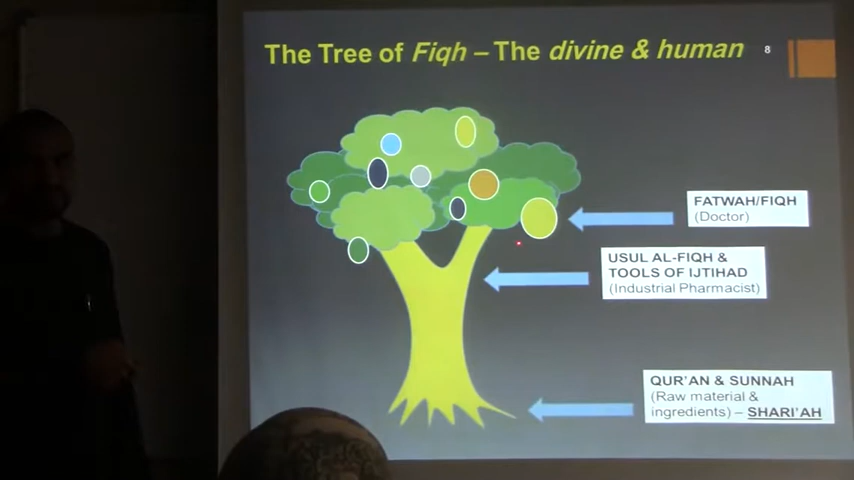 The Tree of Fiqh – The divine & human
8
FATWAH/FIQH
(Doctor)
USUL AL-FIQH &
TOOLS OF IJTIHAD
(Industrial Pharmacist)
QUR'AN & SUNNAH
(Raw material &
ingredients) – SHARI'AH